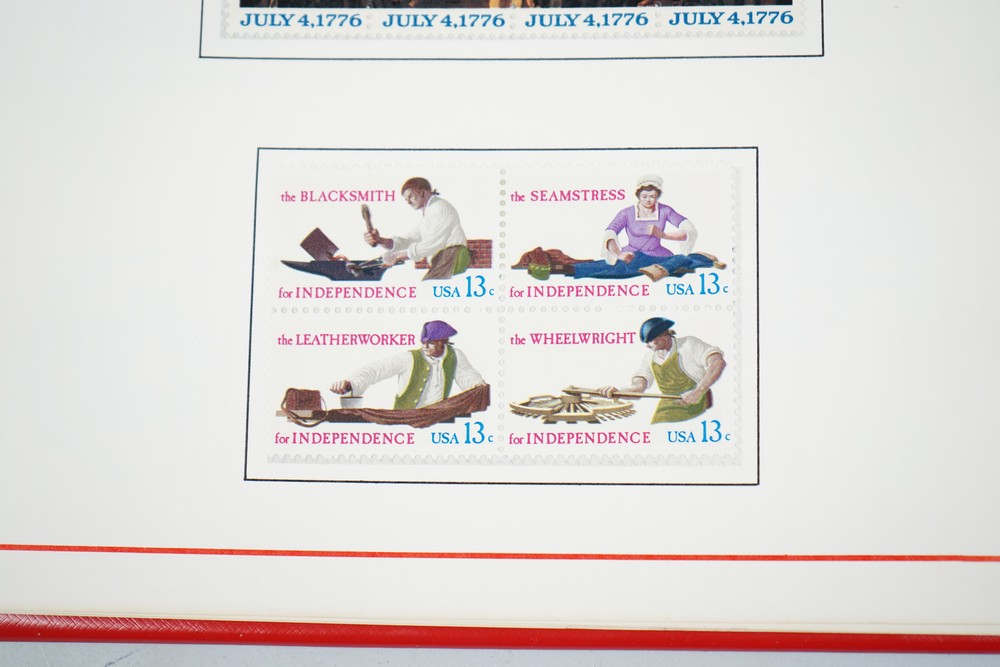 JULY 4,1776 JULY 4,1776 JULY 4,1776 JULY 4,1776
the BLACKSMITH
for INDEPENDENCE USA 13c
the SEAMSTRESS
for INDEPENDENCE USA 13c
the LEATHERWORKER
for INDEPENDENCE USA 13c
the WHEELWRIGHT
for INDEPENDENCE USA 13c